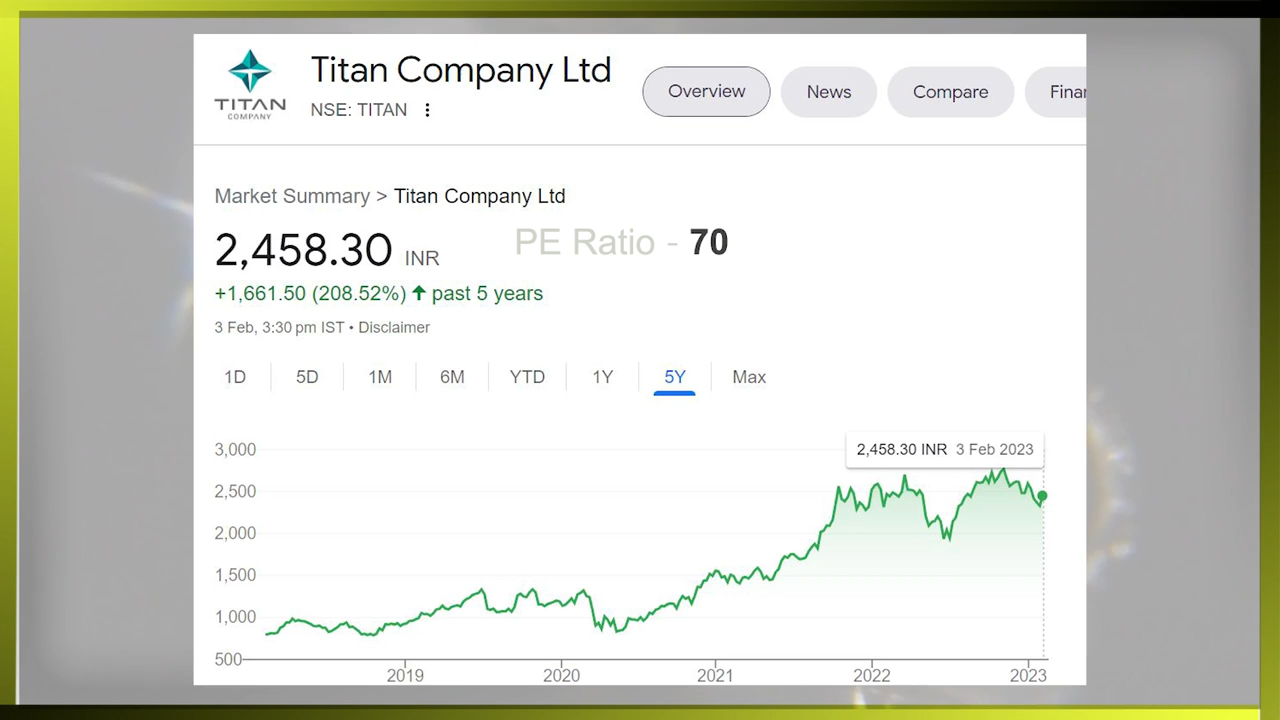 TITAN
COMPANY
Titan Company Ltd
NSE: TITAN
Overview
News
Compare
Market Summary > Titan Company Ltd
2,458.30 INR
PE Ratio - 70
+1,661.50 (208.52%) ↑ past 5 years
3 Feb, 3:30 pm IST • Disclaimer
1D 5D 1M 6M YTD 1Y 5Y Max
2,458.30 INR 3 Feb 2023
3,000
2,500
2,000
1,500
1,000
500
2019 2020 2021 2022 2023